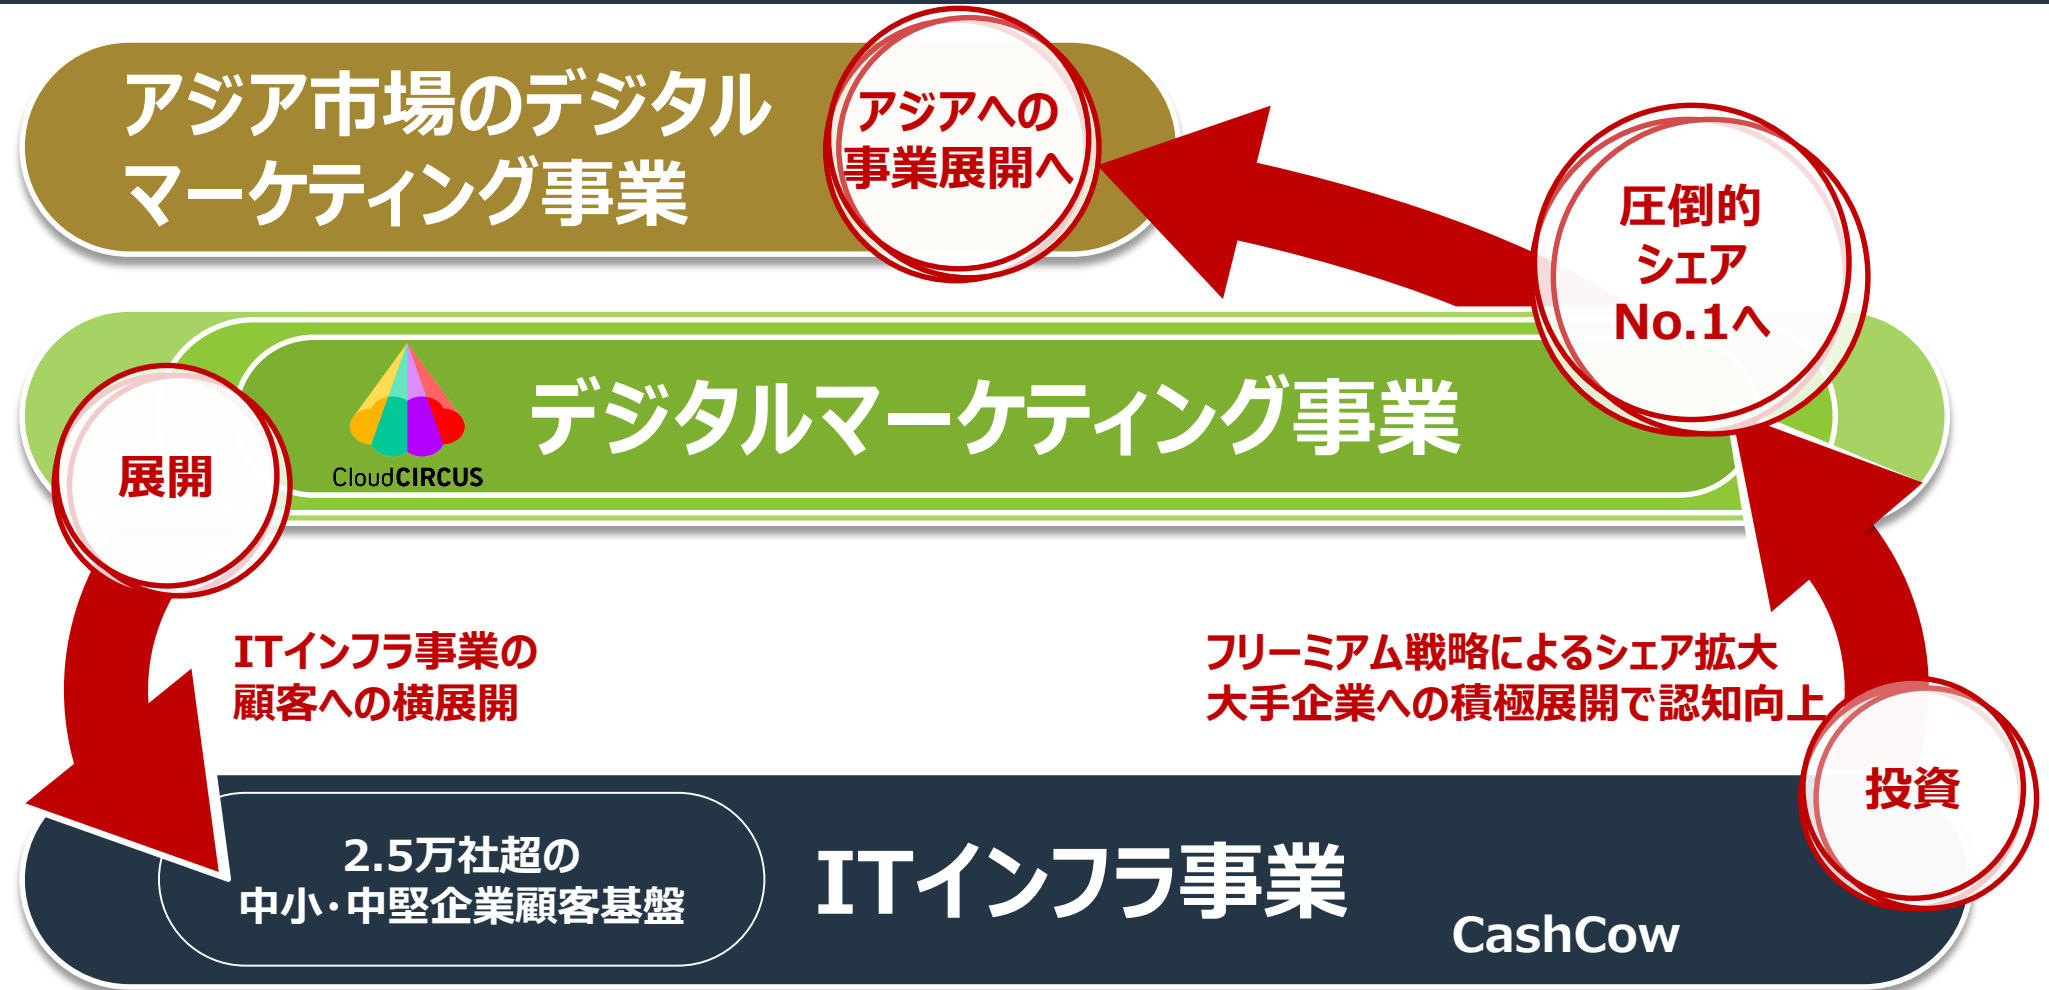 アジア市場のデジタル
マーケティング事業
アジアへの
事業展開へ
圧倒的
シェア
No.1へ
展開
CloudCIRCUS
デジタルマーケティング事業
ITインフラ事業の
顧客への横展開
フリーミアム戦略によるシェア拡大
大手企業への積極展開で認知向上
投資
2.5万社超の
中小・中堅企業顧客基盤
ITインフラ事業
CashCow